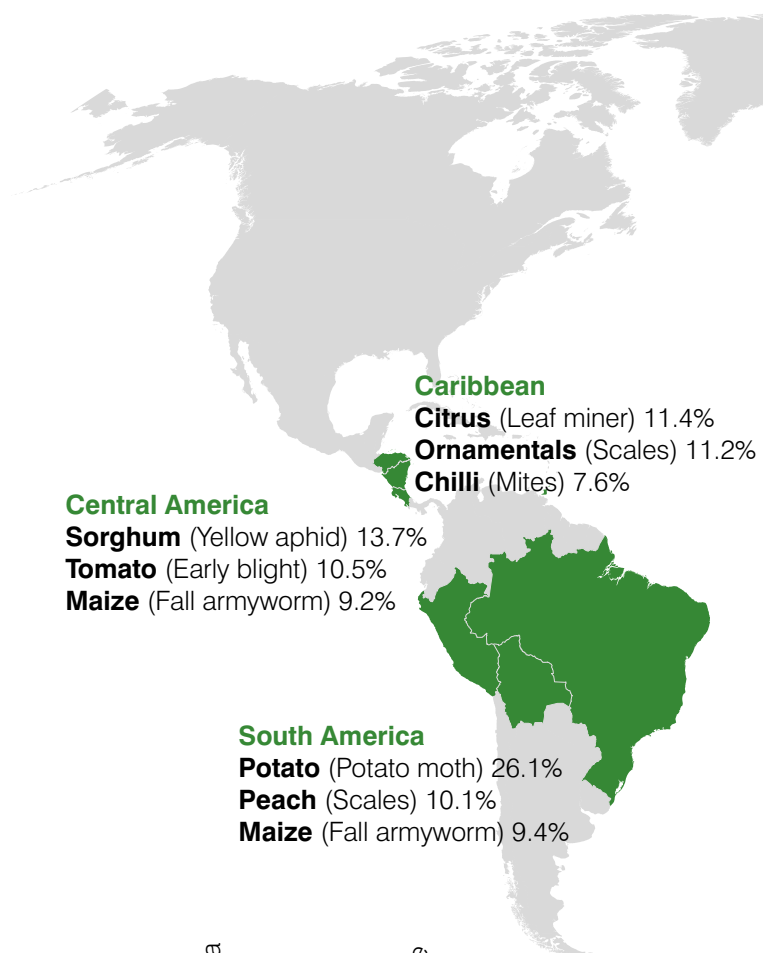 Caribbean
Citrus (Leaf miner) 11.4%
Ornamentals (Scales) 11.2%
Chilli (Mites) 7.6%
Central America
Sorghum (Yellow aphid) 13.7%
Tomato (Early blight) 10.5%
Maize (Fall armyworm) 9.2%
South America
Potato (Potato moth) 26.1%
Peach (Scales) 10.1%
Maize (Fall armyworm) 9.4%